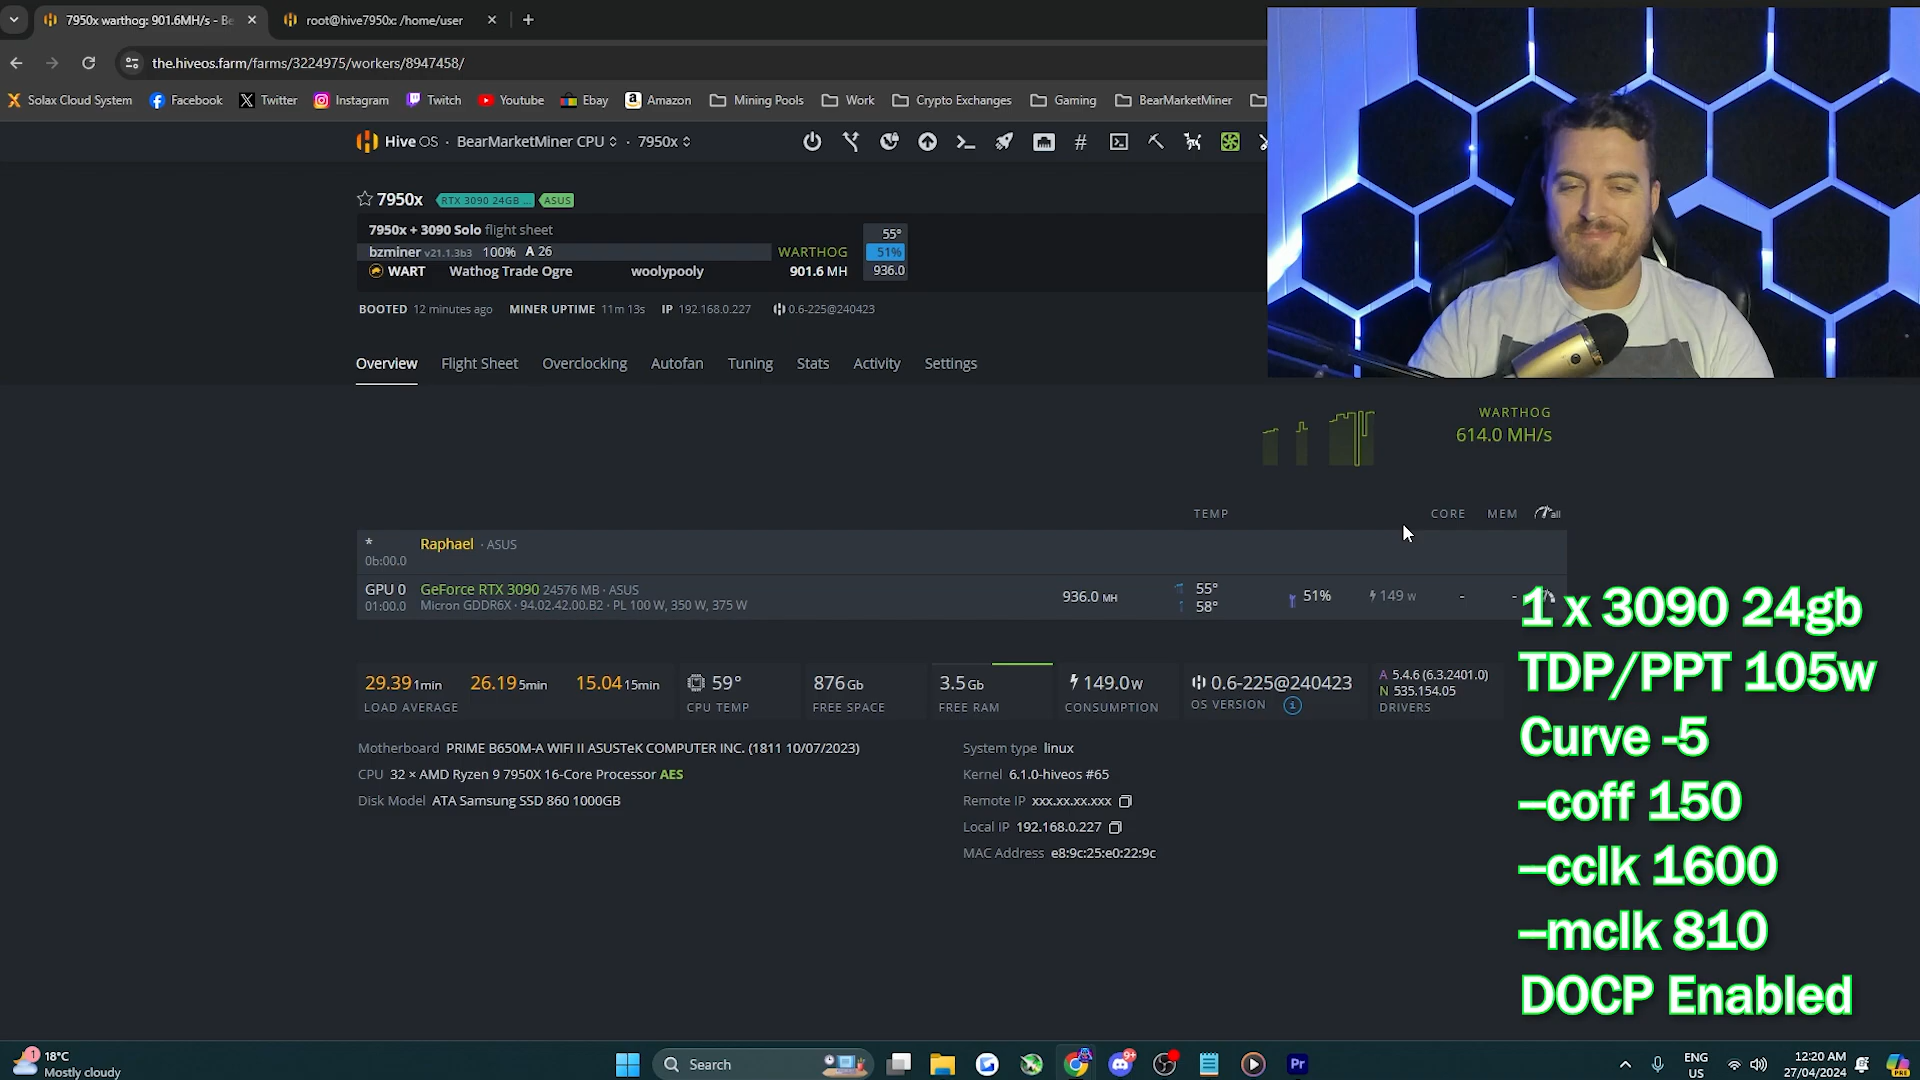 7950x warthog: 901.6MH/s - Be
root@hive7950x: /home/user
the.hiveos.farm/farms/3224975/workers/8947458/
Solax Cloud System
Facebook
Twitter
Instagram
Twitch
Youtube
Ebay
Amazon
Mining Pools
Work
Crypto Exchanges
Gaming
BearMarketMiner
Hive OS · BearMarketMiner CPU · 7950x
7950x RTX 3090 24GB ... ASUS
7950x + 3090 Solo flight sheet
55°
bzminer v21.1.3b3 100% A 26 WARTHOG 51%
WART Wathog Trade Ogre woolypooly 901.6 MH 936.0
BOOTED 12 minutes ago MINER UPTIME 11m 13s IP 192.168.0.227 0.6-225@240423
Overview Flight Sheet Overclocking Autofan Tuning Stats Activity Settings
WARTHOG
614.0 MH/s
TEMP CORE MEM all
* Raphael · ASUS
0b:00.0
GPU 0 GeForce RTX 3090 24576 MB · ASUS
01:00.0 Micron GDDR6X · 94.02.42.00.B2 · PL 100 W, 350 W, 375 W
936.0 MH 55° 58° 51% 149 W - -
29.39 1min 26.19 5min 15.04 15min
LOAD AVERAGE
59°
CPU TEMP
876Gb
FREE SPACE
3.5Gb
FREE RAM
149.0W
CONSUMPTION
0.6-225@240423
OS VERSION i
A 5.4.6 (6.3.2401.0)
N 535.154.05
DRIVERS
Motherboard PRIME B650M-A WIFI II ASUSTeK COMPUTER INC. (1811 10/07/2023)
CPU 32 × AMD Ryzen 9 7950X 16-Core Processor AES
Disk Model ATA Samsung SSD 860 1000GB
System type linux
Kernel 6.1.0-hiveos #65
Remote IP xxx.xx.xx.xxx
Local IP 192.168.0.227
MAC Address e8:9c:25:e0:22:9c
1 x 3090 24gb
TDP/PPT 105w
Curve -5
--coff 150
--cclk 1600
--mclk 810
DOCP Enabled
1
18°C
Mostly cloudy
Search
9+
Pr
ENG
US
12:20 AM
27/04/2024
PRE